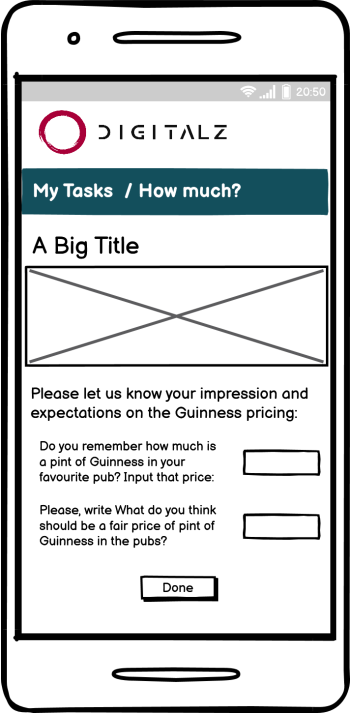 20:50
DIGITALZ
My Tasks / How much?
A Big Title
Please let us know your impression and
expectations on the Guinness pricing:
Do you remember how much is
a pint of Guinness in your
favourite pub? Input that price:
Please, write What do you think
should be a fair price of pint of
Guinness in the pubs?
Done